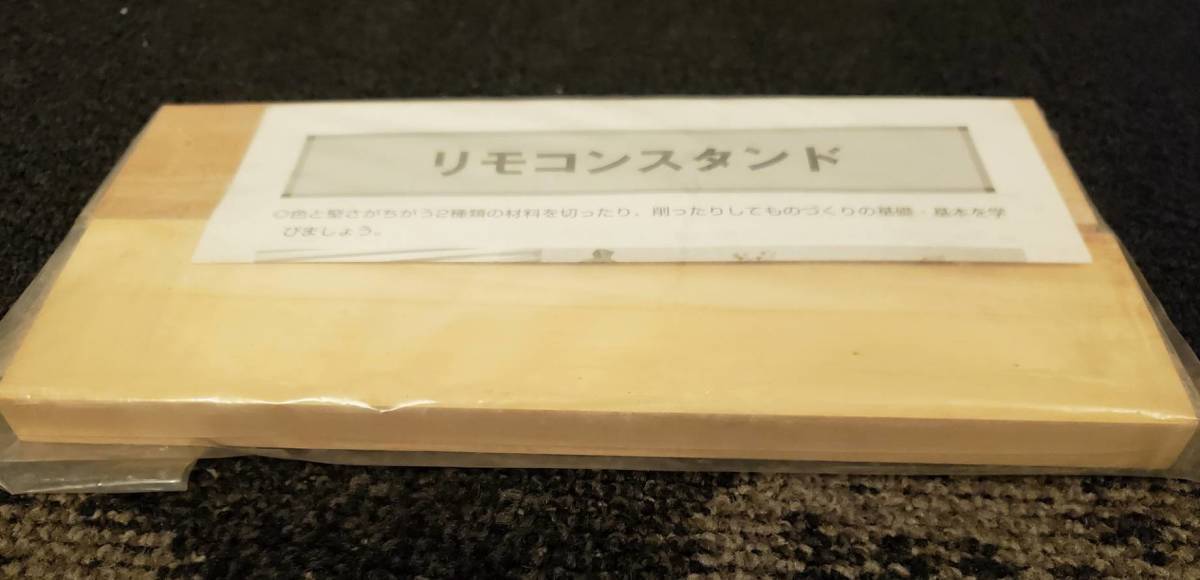 リモコンスタンド
◎色と堅さがちがう2種類の材料を切ったり、削ったりしてものづくりの基礎・基本を学
びましょう。